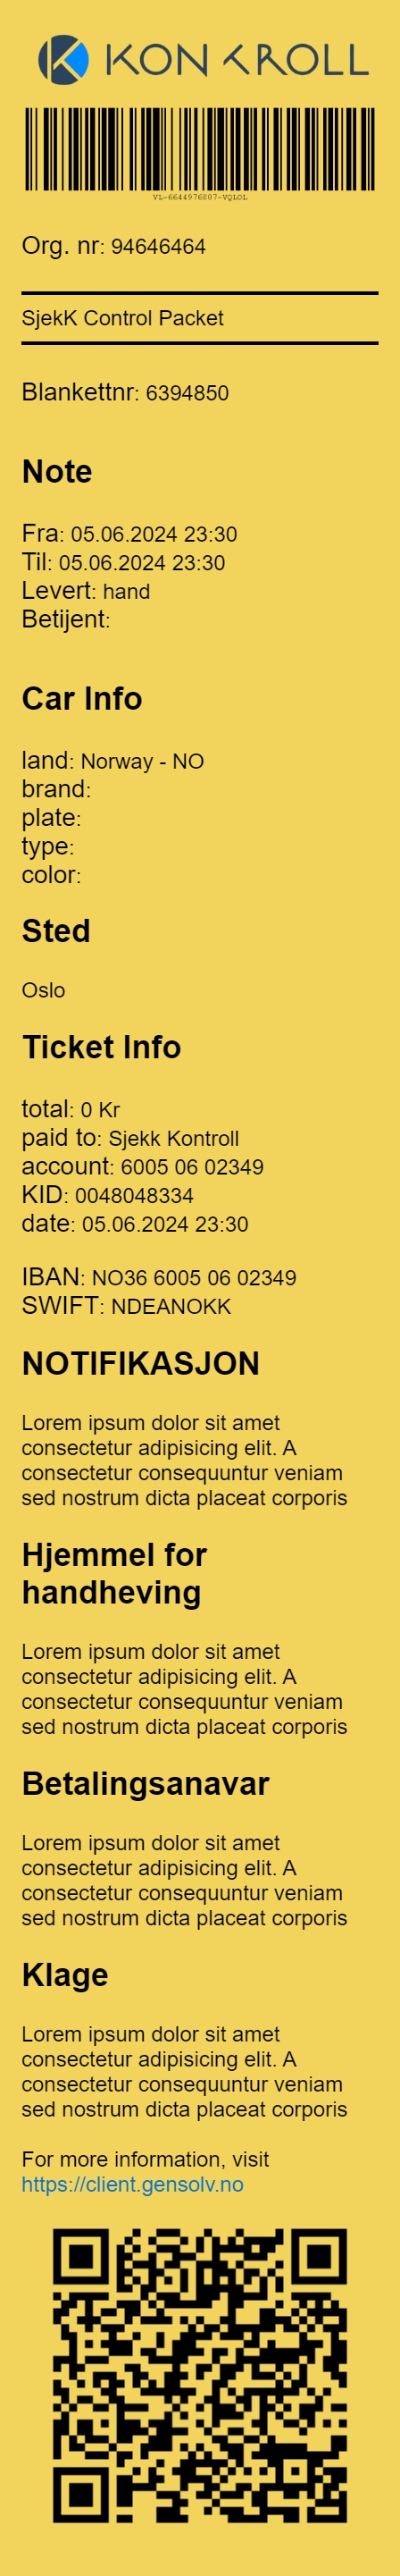 KONTROLL
VL-6644976807-VQLOL
Org. nr: 94646464
SjekK Control Packet
Blankettnr: 6394850
Note
Fra: 05.06.2024 23:30
Til: 05.06.2024 23:30
Levert: hand
Betijent:
Car Info
land: Norway - NO
brand:
plate:
type:
color:
Sted
Oslo
Ticket Info
total: 0 Kr
paid to: Sjekk Kontroll
account: 6005 06 02349
KID: 0048048334
date: 05.06.2024 23:30
IBAN: NO36 6005 06 02349
SWIFT: NDEANOKK
NOTIFIKASJON
Lorem ipsum dolor sit amet
consectetur adipisicing elit. A
consectetur consequuntur veniam
sed nostrum dicta placeat corporis
Hjemmel for
handheving
Lorem ipsum dolor sit amet
consectetur adipisicing elit. A
consectetur consequuntur veniam
sed nostrum dicta placeat corporis
Betalingsanavar
Lorem ipsum dolor sit amet
consectetur adipisicing elit. A
consectetur consequuntur veniam
sed nostrum dicta placeat corporis
Klage
Lorem ipsum dolor sit amet
consectetur adipisicing elit. A
consectetur consequuntur veniam
sed nostrum dicta placeat corporis
For more information, visit
https://client.gensolv.no